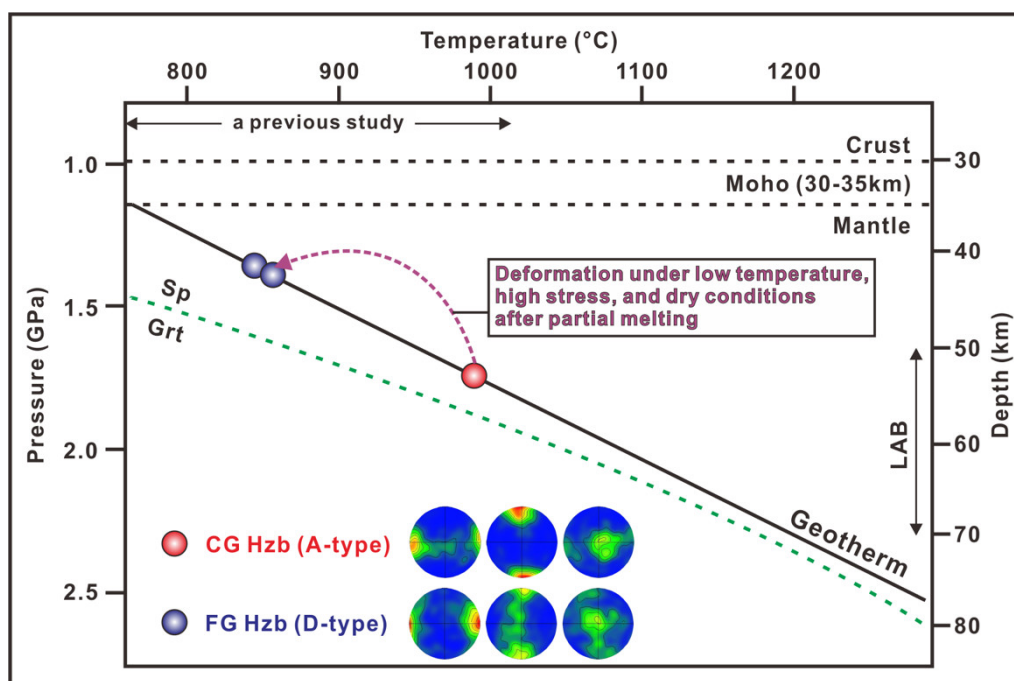 Temperature (°C)
800 900 1000 1100 1200
a previous study
Crust
Moho (30-35km)
Mantle
1.0
1.5
2.0
2.5
Pressure (GPa)
30
40
50
60
70
80
Depth (km)
LAB
Sp
Grt
Deformation under low temperature,
high stress, and dry conditions
after partial melting
Geotherm
CG Hzb (A-type)
FG Hzb (D-type)